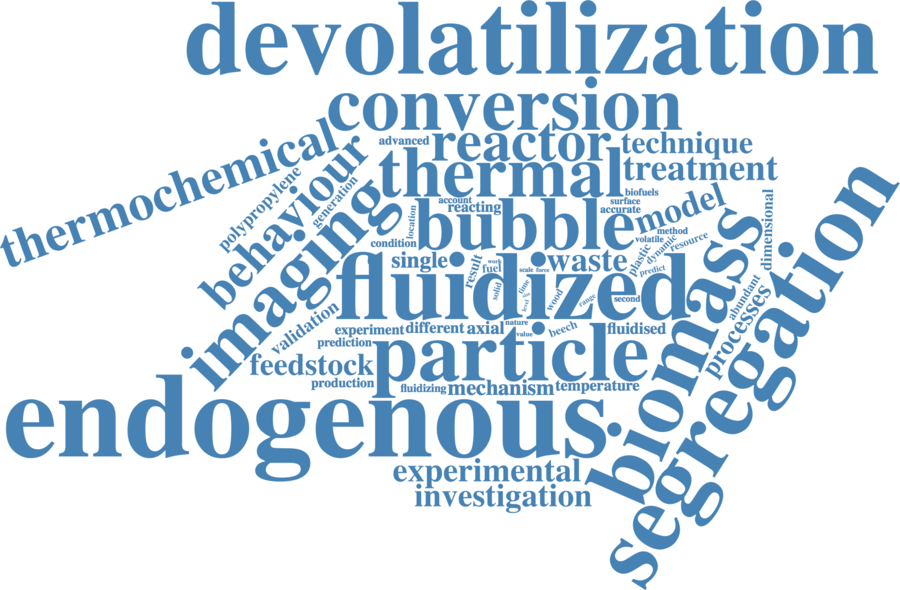 devolatilization
conversion
thermochemical
advanced
reactor
technique
behaviour
thermal
treatment
polypropylene
generation
biofuels
surface
accurate
account
reacting
location
imaging
bubble
model
dimensional
condition
method
volatile
resource
dynamic
plastic
predict
single
result
work
fuel
scale
force
waste
biomass
segregation
fluidized
solid
time
level
wood
range
second
abundant
processes
validation
experiment
different
axial
nature
value
beech
fluidised
prediction
particle
feedstock
production
fluidizing
mechanism
temperature
endogenous
experimental
investigation